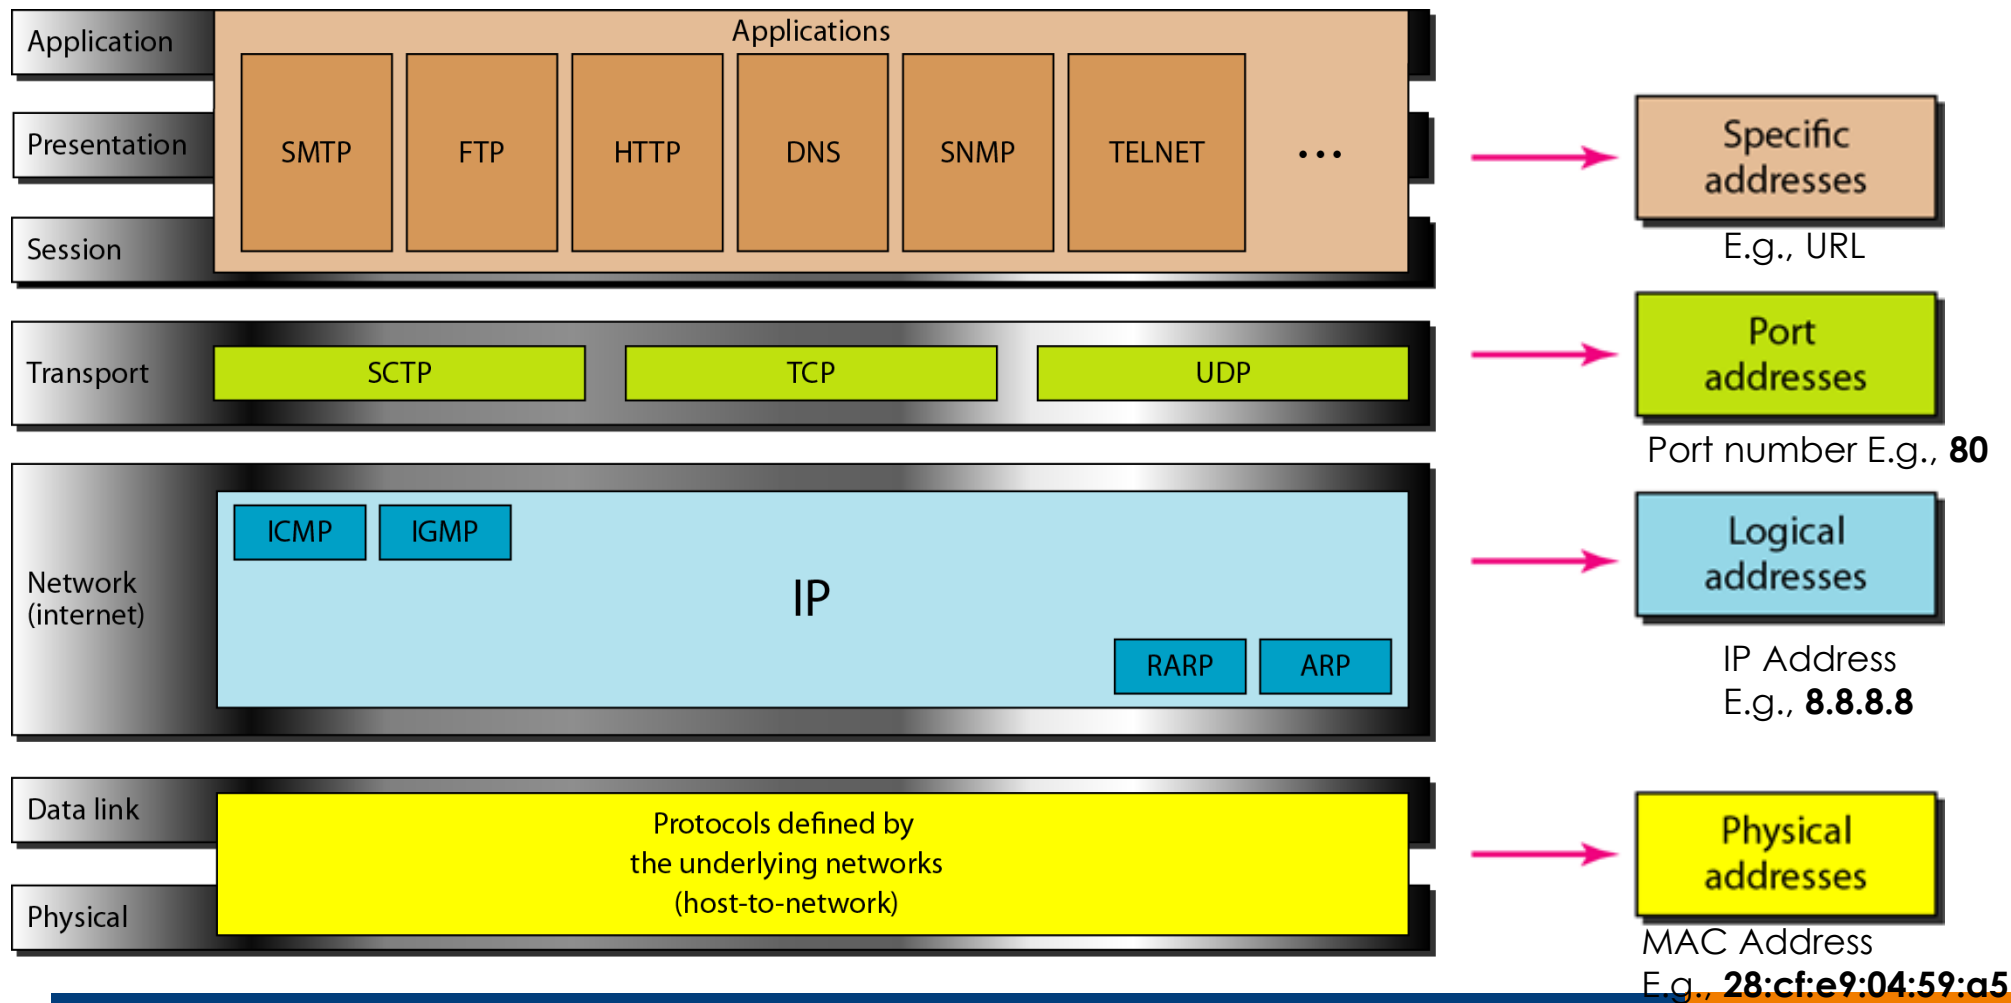 Application
Applications
Presentation
SMTP
FTP
HTTP
DNS
SNMP
TELNET
...
Session
Specific
addresses
E.g., URL
Transport
SCTP
TCP
UDP
Port
addresses
Port number E.g., 80
Network
(internet)
ICMP
IGMP
IP
RARP
ARP
Logical
addresses
IP Address
E.g., 8.8.8.8
Data link
Physical
Protocols defined by
the underlying networks
(host-to-network)
Physical
addresses
MAC Address
E.g., 28:cf:e9:04:59:a5